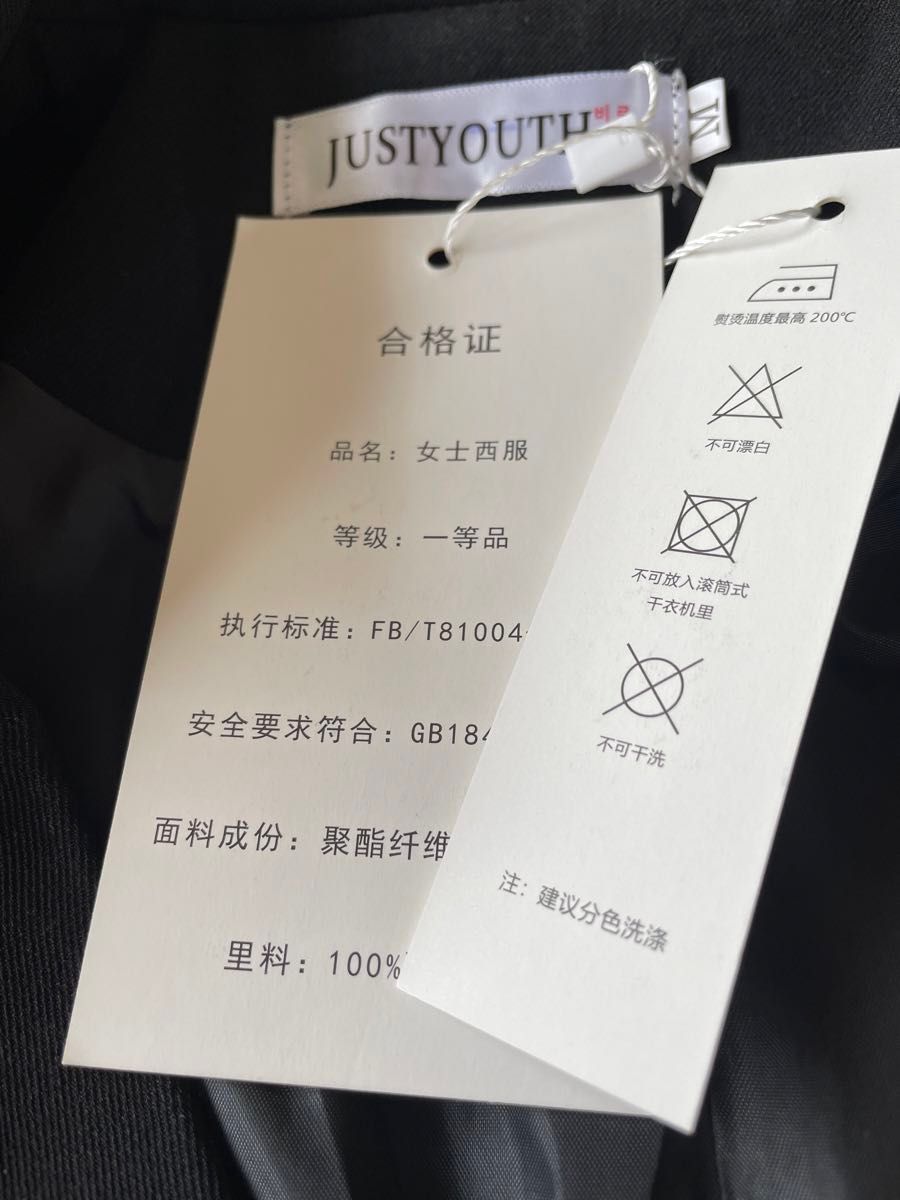 JUSTYOUTH
M
合格证
品名：女士西服
等级：一等品
执行标准：FB/T81004
安全要求符合：GB184
面料成份：聚酯纤维
里料：100%
熨烫温度最高 200℃
不可漂白
不可放入滚筒式
干衣机里
不可干洗
注：建议分色洗涤